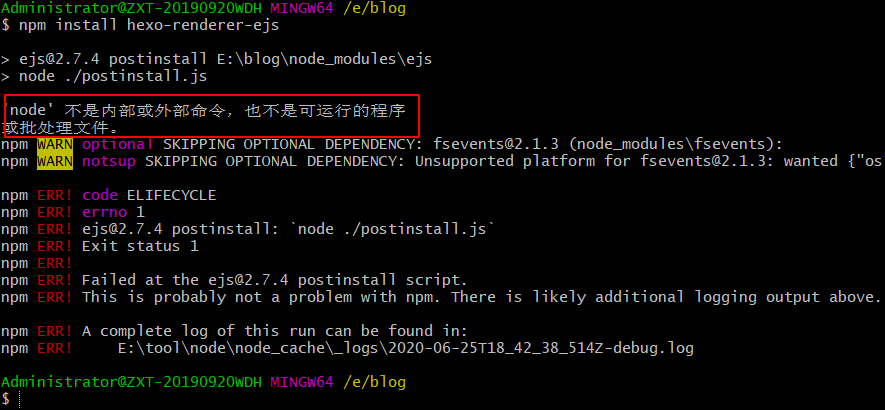 Administrator@ZXT-20190920WDH MINGW64 /e/blog
$ npm install hexo-renderer-ejs
> ejs@2.7.4 postinstall E:\blog\node_modules\ejs
> node ./postinstall.js
'node' 不是内部或外部命令，也不是可运行的程序
或批处理文件。
npm WARN optional SKIPPING OPTIONAL DEPENDENCY: fsevents@2.1.3 (node_modules\fsevents):
npm WARN notsup SKIPPING OPTIONAL DEPENDENCY: Unsupported platform for fsevents@2.1.3: wanted {"os
npm ERR! code ELIFECYCLE
npm ERR! errno 1
npm ERR! ejs@2.7.4 postinstall: `node ./postinstall.js`
npm ERR! Exit status 1
npm ERR!
npm ERR! Failed at the ejs@2.7.4 postinstall script.
npm ERR! This is probably not a problem with npm. There is likely additional logging output above.
npm ERR! A complete log of this run can be found in:
npm ERR!     E:\tool\node\node_cache\_logs\2020-06-25T18_42_38_514Z-debug.log
Administrator@ZXT-20190920WDH MINGW64 /e/blog
$